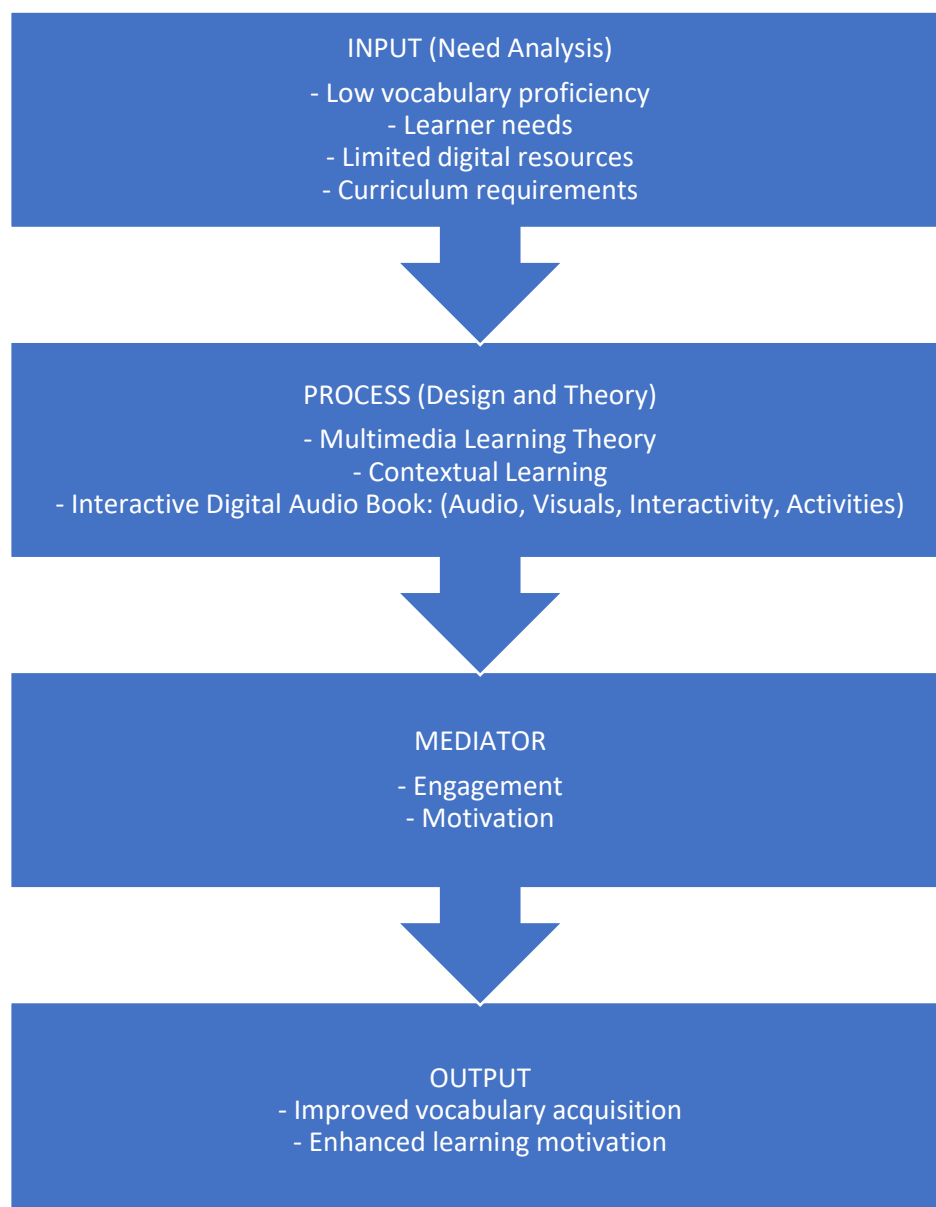 INPUT (Need Analysis)
- Low vocabulary proficiency
- Learner needs
- Limited digital resources
- Curriculum requirements
PROCESS (Design and Theory)
- Multimedia Learning Theory
- Contextual Learning
- Interactive Digital Audio Book: (Audio, Visuals, Interactivity, Activities)
MEDIATOR
- Engagement
- Motivation
OUTPUT
- Improved vocabulary acquisition
- Enhanced learning motivation